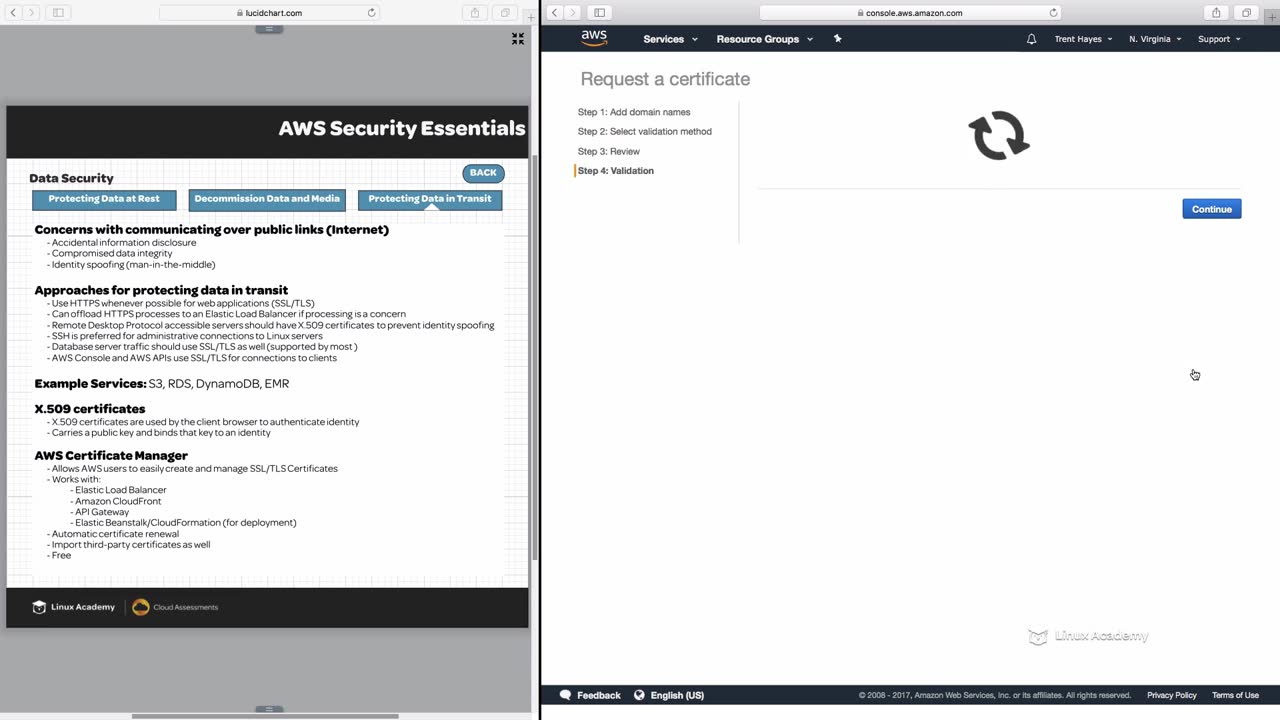 lucidchart.com
AWS Security Essentials
Data Security
BACK
Protecting Data at Rest
Decommission Data and Media
Protecting Data in Transit
Concerns with communicating over public links (Internet)
- Accidental information disclosure
- Compromised data integrity
- Identity spoofing (man-in-the-middle)
Approaches for protecting data in transit
- Use HTTPS whenever possible for web applications (SSL/TLS)
- Can offload HTTPS processes to an Elastic Load Balancer if processing is a concern
- Remote Desktop Protocol accessible servers should have X.509 certificates to prevent identity spoofing
- SSH is preferred for administrative connections to Linux servers
- Database server traffic should use SSL/TLS as well (supported by most )
- AWS Console and AWS APIs use SSL/TLS for connections to clients
Example Services: S3, RDS, DynamoDB, EMR
X.509 certificates
- X.509 certificates are used by the client browser to authenticate identity
- Carries a public key and binds that key to an identity
AWS Certificate Manager
- Allows AWS users to easily create and manage SSL/TLS Certificates
- Works with:
- Elastic Load Balancer
- Amazon CloudFront
- API Gateway
- Elastic Beanstalk/CloudFormation (for deployment)
- Automatic certificate renewal
- Import third-party certificates as well
- Free
Linux Academy
Cloud Assessments
console.aws.amazon.com
aws
Services
Resource Groups
Trent Hayes
N. Virginia
Support
Request a certificate
Step 1: Add domain names
Step 2: Select validation method
Step 3: Review
Step 4: Validation
Continue
Linux Academy
Feedback
English (US)
© 2008 - 2017, Amazon Web Services, Inc. or its affiliates. All rights reserved.
Privacy Policy
Terms of Use